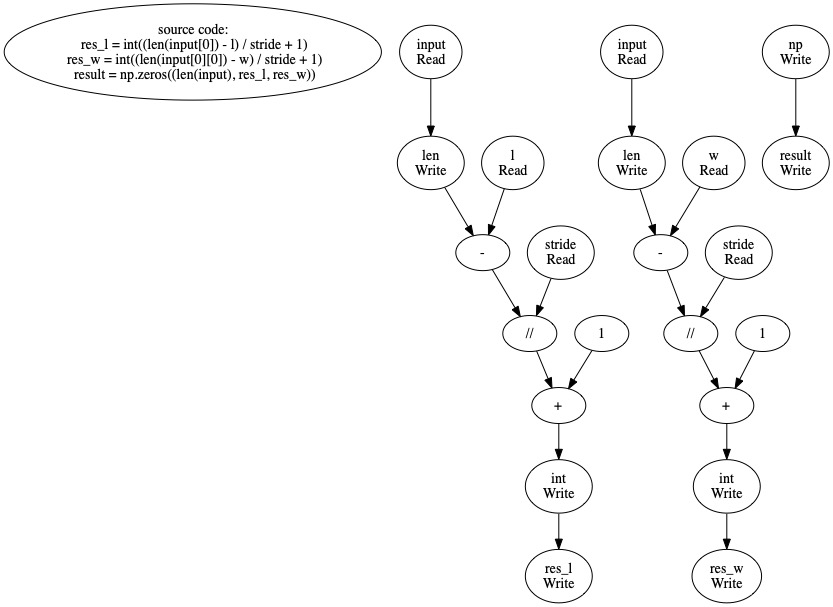 source code:
res_l = int((len(input[0]) - l) / stride + 1)
res_w = int((len(input[0][0]) - w) / stride + 1)
result = np.zeros((len(input), res_l, res_w))
input
Read
input
Read
np
Write
len
Write
l
Read
len
Write
w
Read
result
Write
-
stride
Read
-
stride
Read
//
1
//
1
+
+
int
Write
int
Write
res_l
Write
res_w
Write